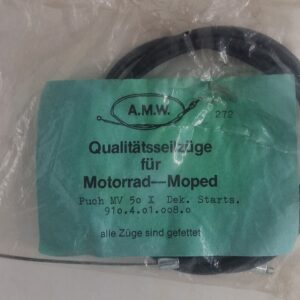 A.M.W.
272
Qualitätsseilzüge
für
Motorrad—Moped
Puch MV 50 X Dek. Starts.
910.4.01.008.0
alle Züge sind gefettet